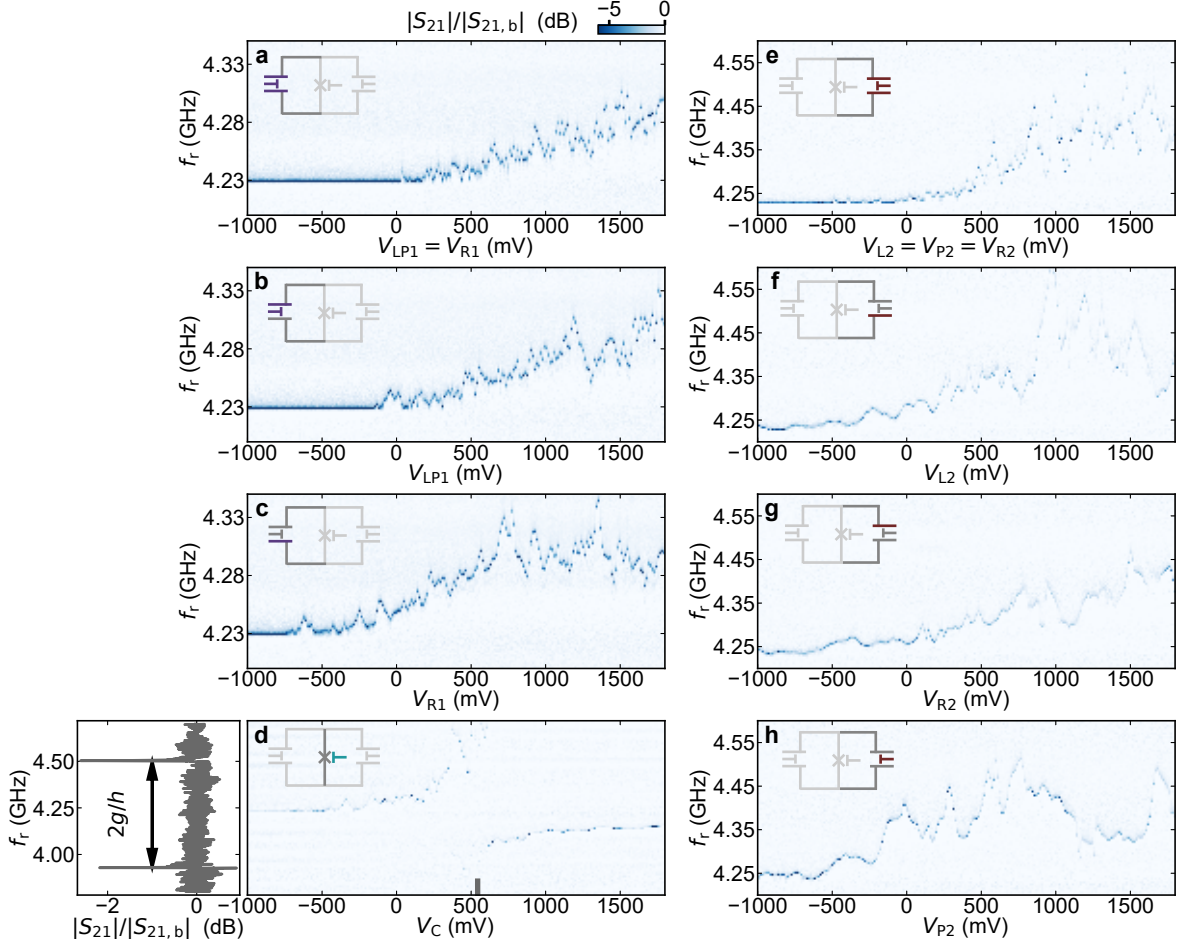 |S21|/|S21, b| (dB)
−5 0
a
fr (GHz)
4.33
4.28
4.23
−1000 −500 0 500 1000 1500
VLP1 = VR1 (mV)
e
fr (GHz)
4.55
4.45
4.35
4.25
−1000 −500 0 500 1000 1500
VL2 = VP2 = VR2 (mV)
b
fr (GHz)
4.33
4.28
4.23
−1000 −500 0 500 1000 1500
VLP1 (mV)
f
fr (GHz)
4.55
4.45
4.35
4.25
−1000 −500 0 500 1000 1500
VL2 (mV)
c
fr (GHz)
4.33
4.28
4.23
−1000 −500 0 500 1000 1500
VR1 (mV)
g
fr (GHz)
4.55
4.45
4.35
4.25
−1000 −500 0 500 1000 1500
VR2 (mV)
fr (GHz)
4.50
4.25
4.00
2g/h
−2 0
|S21|/|S21, b| (dB)
d
−1000 −500 0 500 1000 1500
VC (mV)
h
fr (GHz)
4.55
4.45
4.35
4.25
−1000 −500 0 500 1000 1500
VP2 (mV)